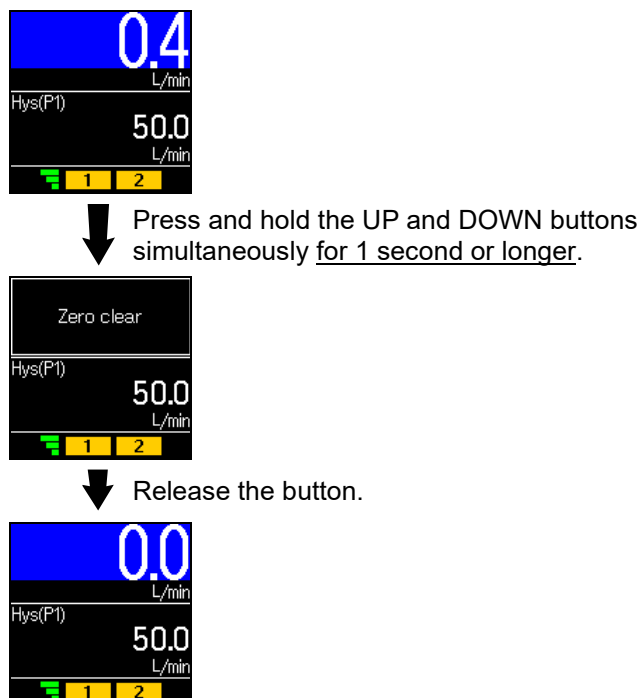 0.4
L/min
Hys(P1)
50.0
L/min
1 2
Press and hold the UP and DOWN buttons
simultaneously for 1 second or longer.
Zero clear
Hys(P1)
50.0
L/min
1 2
Release the button.
0.0
L/min
Hys(P1)
50.0
L/min
1 2